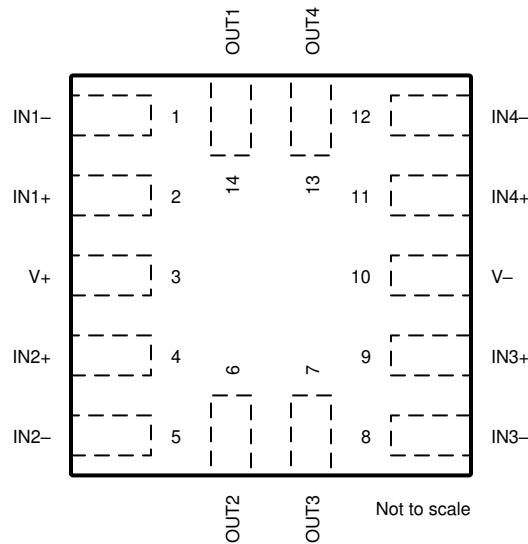 OUT1
OUT4
IN1–
1
12
IN4–
14
13
IN1+
2
11
IN4+
V+
3
10
V–
IN2+
4
6
7
9
IN3+
IN2–
5
8
IN3–
OUT2
OUT3
Not to scale